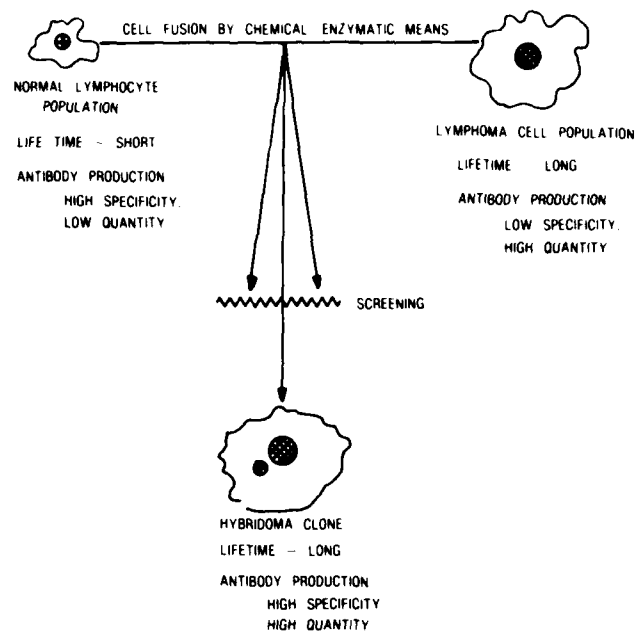 CELL FUSION BY CHEMICAL ENZYMATIC MEANS
NORMAL LYMPHOCYTE
POPULATION
LIFE TIME - SHORT
ANTIBODY PRODUCTION
HIGH SPECIFICITY.
LOW QUANTITY
LYMPHOMA CELL POPULATION
LIFETIME LONG
ANTIBODY PRODUCTION
LOW SPECIFICITY.
HIGH QUANTITY
SCREENING
HYBRIDOMA CLONE
LIFETIME - LONG
ANTIBODY PRODUCTION
HIGH SPECIFICITY
HIGH QUANTITY